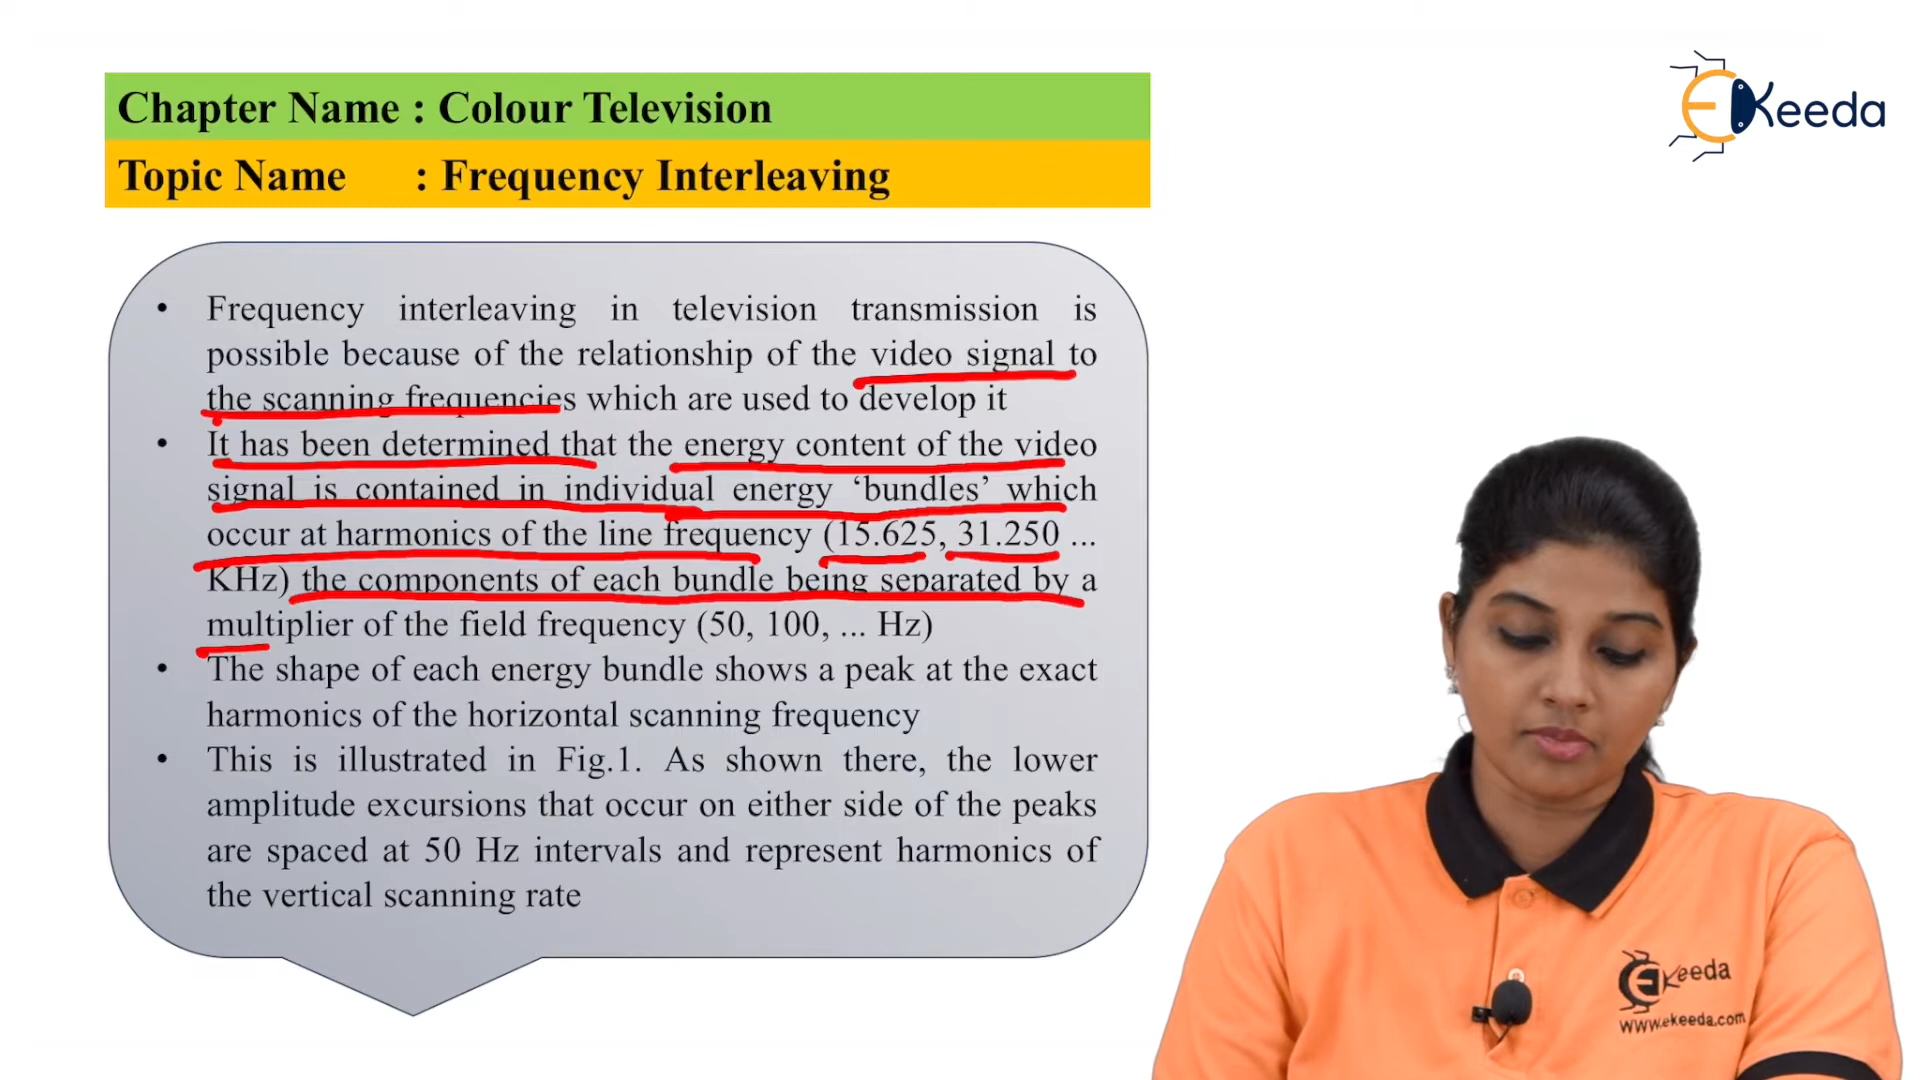 Chapter Name : Colour Television
EKeeda
Topic Name : Frequency Interleaving
• Frequency interleaving in television transmission is
possible because of the relationship of the video signal to
the scanning frequencies which are used to develop it
• It has been determined that the energy content of the video
signal is contained in individual energy ‘bundles’ which
occur at harmonics of the line frequency (15.625, 31.250 ...
KHz) the components of each bundle being separated by a
multiplier of the field frequency (50, 100, ... Hz)
• The shape of each energy bundle shows a peak at the exact
harmonics of the horizontal scanning frequency
• This is illustrated in Fig.1. As shown there, the lower
amplitude excursions that occur on either side of the peaks
are spaced at 50 Hz intervals and represent harmonics of
the vertical scanning rate
EKeeda
www.ekeeda.com